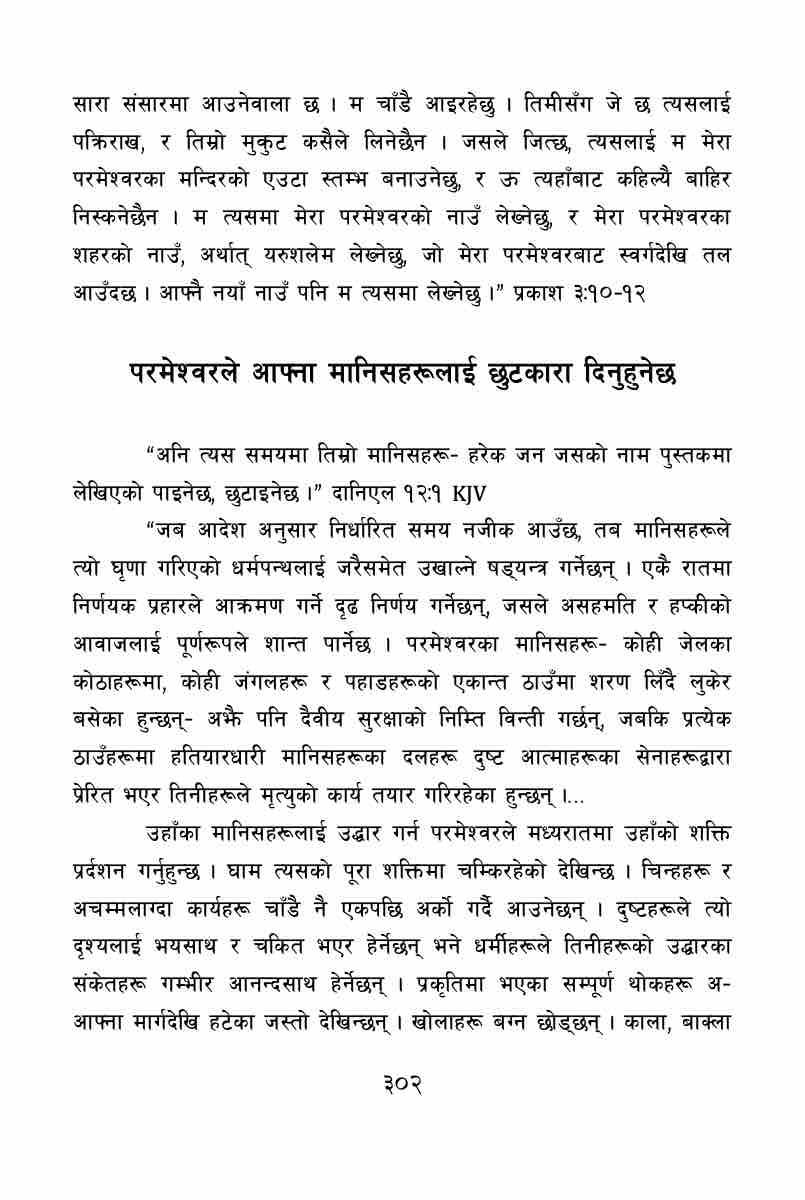 सारा संसारमा आउनेवाला छ । म चाँडै आइरहेछु । तिमीसँग जे छ त्यसलाई
पक्रिराख, र तिम्रो मुकुट कसैले लिनेछैन । जसले जित्छ, त्यसलाई म मेरा
परमेश्वरका मन्दिरको एउटा स्तम्भ बनाउनेछु, र ऊ त्यहाँबाट कहिल्यै बाहिर
निस्कनेछैन । म त्यसमा मेरा परमेश्वरको नाउँ लेख्नेछु, र मेरा परमेश्वरका
शहरको नाउँ, अर्थात् यरुशलेम लेख्नेछु, जो मेरा परमेश्वरबाट स्वर्गदेखि तल
आउँदछ । आफ्नै नयाँ नाउँ पनि म त्यसमा लेख्नेछु ।” प्रकाश ३:१०-१२
परमेश्वरले आफ्ना मानिसहरूलाई छुटकारा दिनुहुनेछ
“अनि त्यस समयमा तिम्रो मानिसहरू- हरेक जन जसको नाम पुस्तकमा
लेखिएको पाइनेछ, छुटाइनेछ ।” दानिएल १२:१ KJV
“जब आदेश अनुसार निर्धारित समय नजीक आउँछ, तब मानिसहरूले
त्यो घृणा गरिएको धर्मपन्थलाई जरैसमेत उखाल्ने षड्यन्त्र गर्नेछन् । एकै रातमा
निर्णयक प्रहारले आक्रमण गर्ने दृढ निर्णय गर्नेछन्, जसले असहमति र हप्कीको
आवाजलाई पूर्णरूपले शान्त पार्नेछ । परमेश्वरका मानिसहरू- कोही जेलका
कोठाहरूमा, कोही जंगलहरू र पहाडहरूको एकान्त ठाउँमा शरण लिँदै लुकेर
बसेका हुन्छन्- अझै पनि दैवीय सुरक्षाको निम्ति विन्ती गर्छन्, जबकि प्रत्येक
ठाउँहरूमा हतियारधारी मानिसहरूका दलहरू दुष्ट आत्माहरूका सेनाहरूद्वारा
प्रेरित भएर तिनीहरूले मृत्युको कार्य तयार गरिरहेका हुन्छन् ।...
उहाँका मानिसहरूलाई उद्धार गर्न परमेश्वरले मध्यरातमा उहाँको शक्ति
प्रर्दशन गर्नुहुन्छ । घाम त्यसको पूरा शक्तिमा चम्किरहेको देखिन्छ । चिन्हहरू र
अचम्मलाग्दा कार्यहरू चाँडै नै एकपछि अर्को गर्दै आउनेछन् । दुष्टहरूले त्यो
दृश्यलाई भयसाथ र चकित भएर हेर्नेछन् भने धर्मीहरूले तिनीहरूको उद्धारका
संकेतहरू गम्भीर आनन्दसाथ हेर्नेछन् । प्रकृतिमा भएका सम्पूर्ण थोकहरू अ-
आफ्ना मार्गदेखि हटेका जस्तो देखिन्छन् । खोलाहरू बग्न छोड्छन् । काला, बाक्ला
३०२